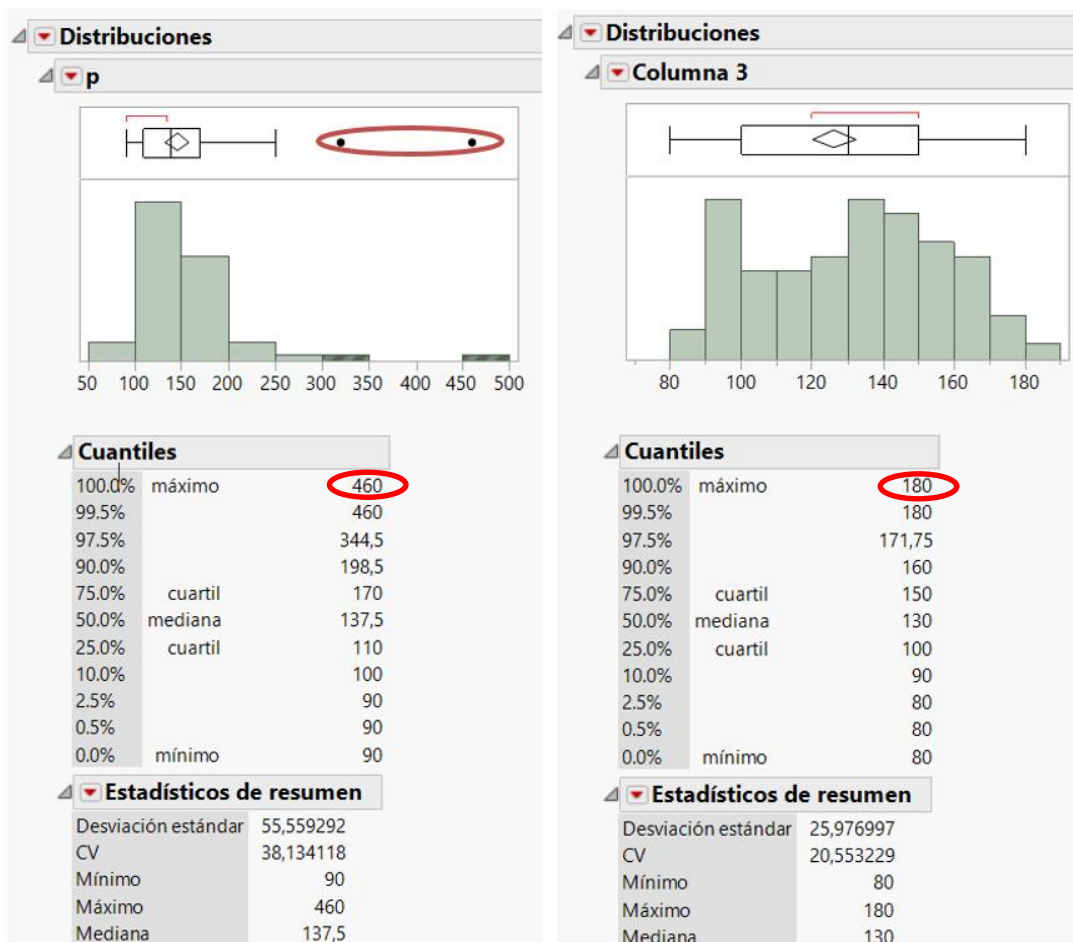 Distribuciones
p
50 100 150 200 250 300 350 400 450 500
Cuantiles
100.0% máximo 460
99.5% 460
97.5% 344,5
90.0% 198,5
75.0% cuartil 170
50.0% mediana 137,5
25.0% cuartil 110
10.0% 100
2.5% 90
0.5% 90
0.0% mínimo 90
Estadísticos de resumen
Desviación estándar 55,559292
CV 38,134118
Mínimo 90
Máximo 460
Mediana 137,5
Distribuciones
Columna 3
80 100 120 140 160 180
Cuantiles
100.0% máximo 180
99.5% 180
97.5% 171,75
90.0% 160
75.0% cuartil 150
50.0% mediana 130
25.0% cuartil 100
10.0% 90
2.5% 80
0.5% 80
0.0% mínimo 80
Estadísticos de resumen
Desviación estándar 25,976997
CV 20,553229
Mínimo 80
Máximo 180
Mediana 130